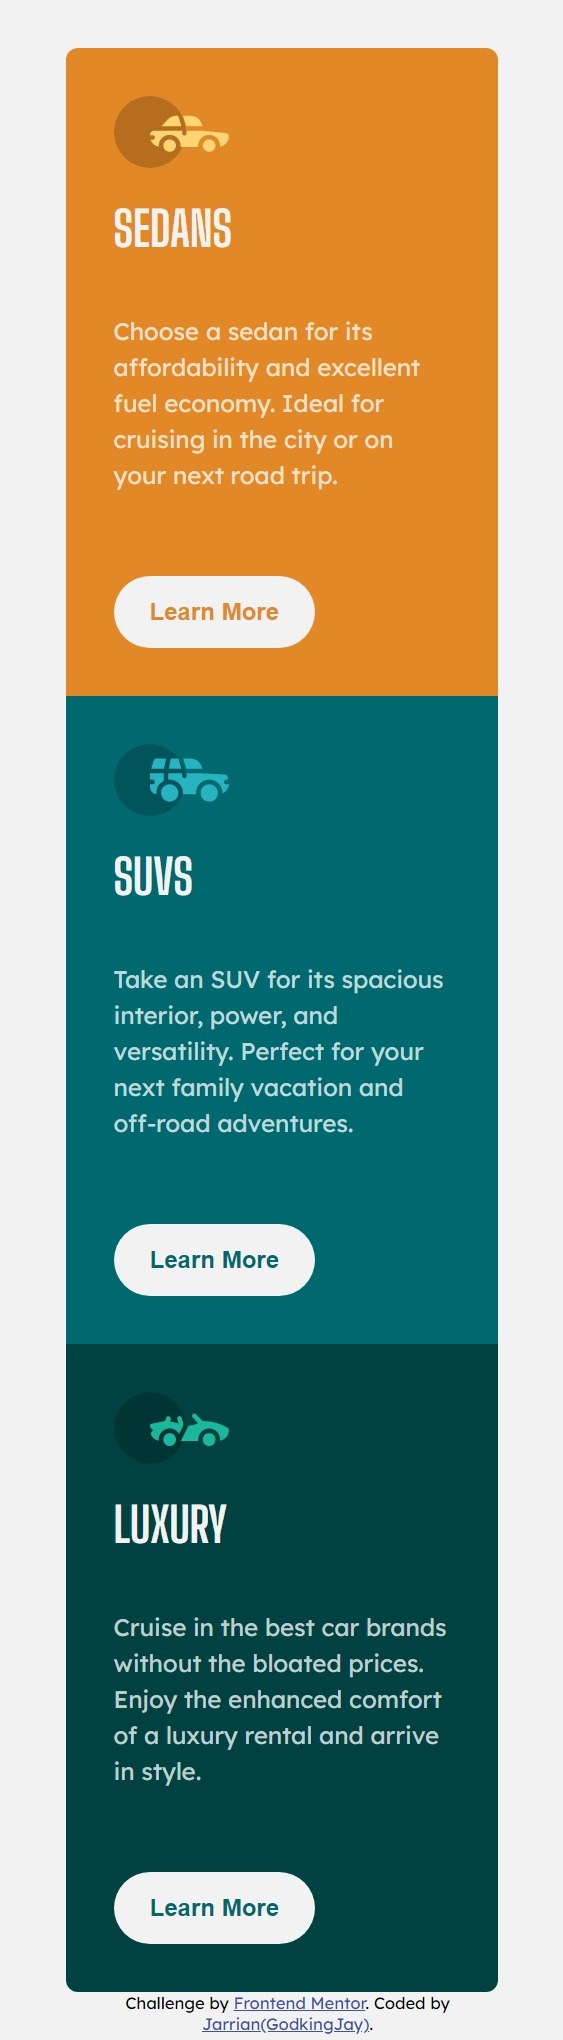 SEDANS
Choose a sedan for its
affordability and excellent
fuel economy. Ideal for
cruising in the city or on
your next road trip.
Learn More
SUVS
Take an SUV for its spacious
interior, power, and
versatility. Perfect for your
next family vacation and
off-road adventures.
Learn More
LUXURY
Cruise in the best car brands
without the bloated prices.
Enjoy the enhanced comfort
of a luxury rental and arrive
in style.
Learn More
Challenge by Frontend Mentor. Coded by
Jarrian(GodkingJay).